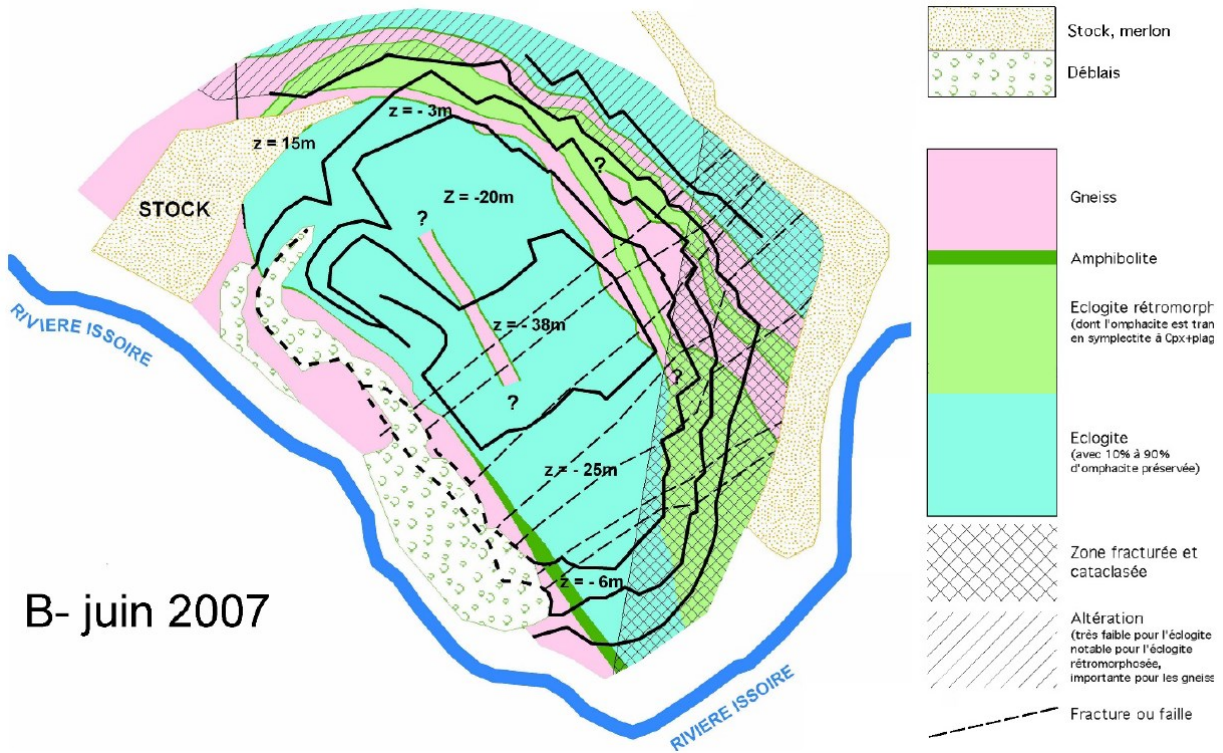 z = - 3m
z = 15m
STOCK
Z = -20m
?
?
z = - 38m
?
?
z = - 25m
z = - 6m
RIVIERE ISSOIRE
RIVIERE ISSOIRE
B- juin 2007
Stock, merlon
Déblais
Gneiss
Amphibolite
Eclogite rétromorph
(dont l'omphacite est tran
en symplectite à Cpx+plag
Eclogite
(avec 10% à 90%
d'omphacite préservée)
Zone fracturée et
cataclasée
Altération
(très faible pour l'éclogite
notable pour l'éclogite
rétromorphosée,
importante pour les gneiss
Fracture ou faille